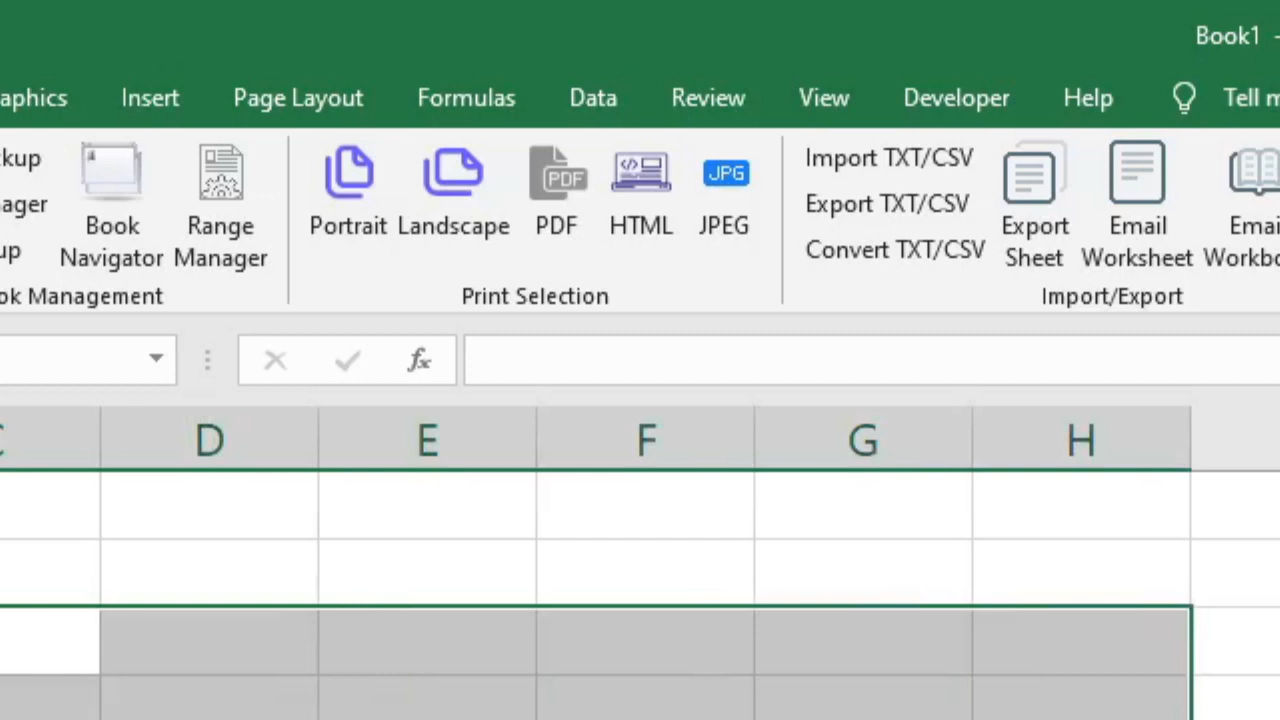 Book1 -
aphics Insert Page Layout Formulas Data Review View Developer Help Tell m
kup
ager
up
Book Navigator
Range Manager
ok Management
Portrait
Landscape
PDF
PDF
HTML
JPG
JPEG
Print Selection
Import TXT/CSV
Export TXT/CSV
Convert TXT/CSV
Export Sheet
Email Worksheet
Emai
Workbo
Import/Export
fx
C D E F G H